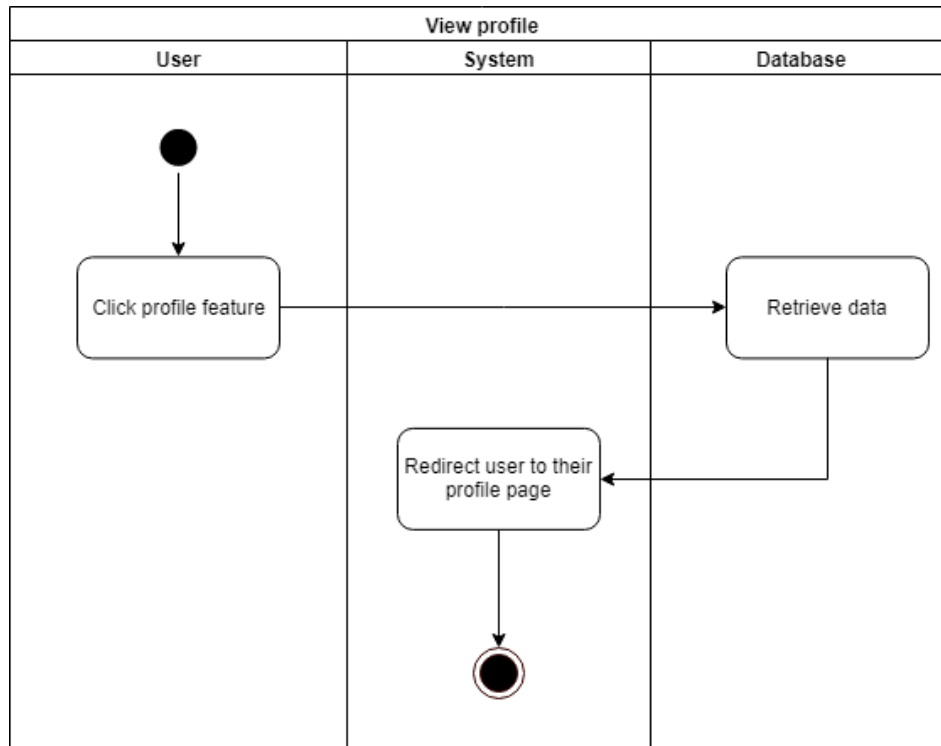 View profile
User
System
Database
Click profile feature
Retrieve data
Redirect user to their
profile page